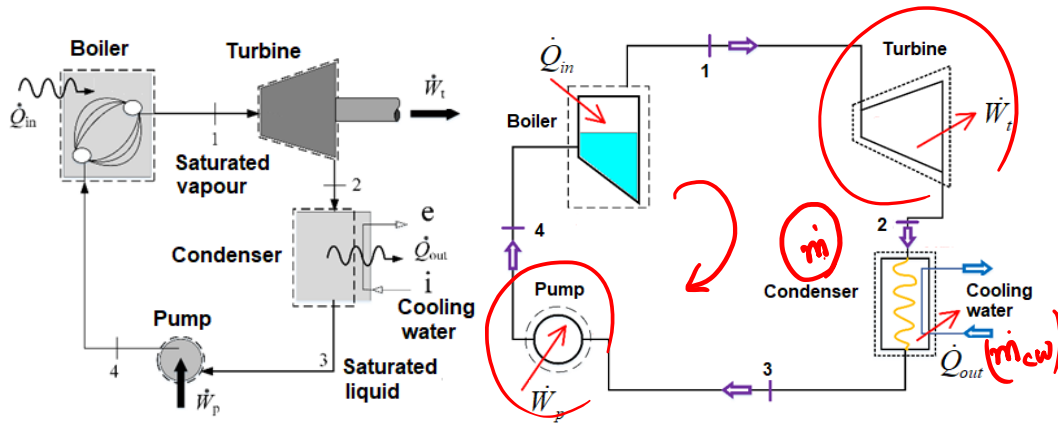 Boiler
Q̇in
Turbine
Ẇt
1
Saturated
vapour
2
Condenser
e
Q̇out
i
Cooling
water
Pump
4
3
Saturated
liquid
Ẇp
Q̇in
Boiler
1
Turbine
Ẇt
4
2
ṁ
Condenser
Cooling
water
Pump
Q̇out
(ṁcw)
3
Ẇp